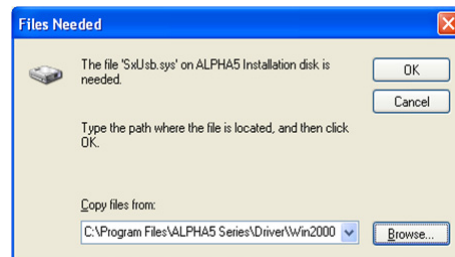 Files Needed
The file 'SxUsb.sys' on ALPHA5 Installation disk is
needed.
OK
Cancel
Type the path where the file is located, and then click
OK.
Copy files from:
C:\Program Files\ALPHA5 Series\Driver\Win2000
Browse...